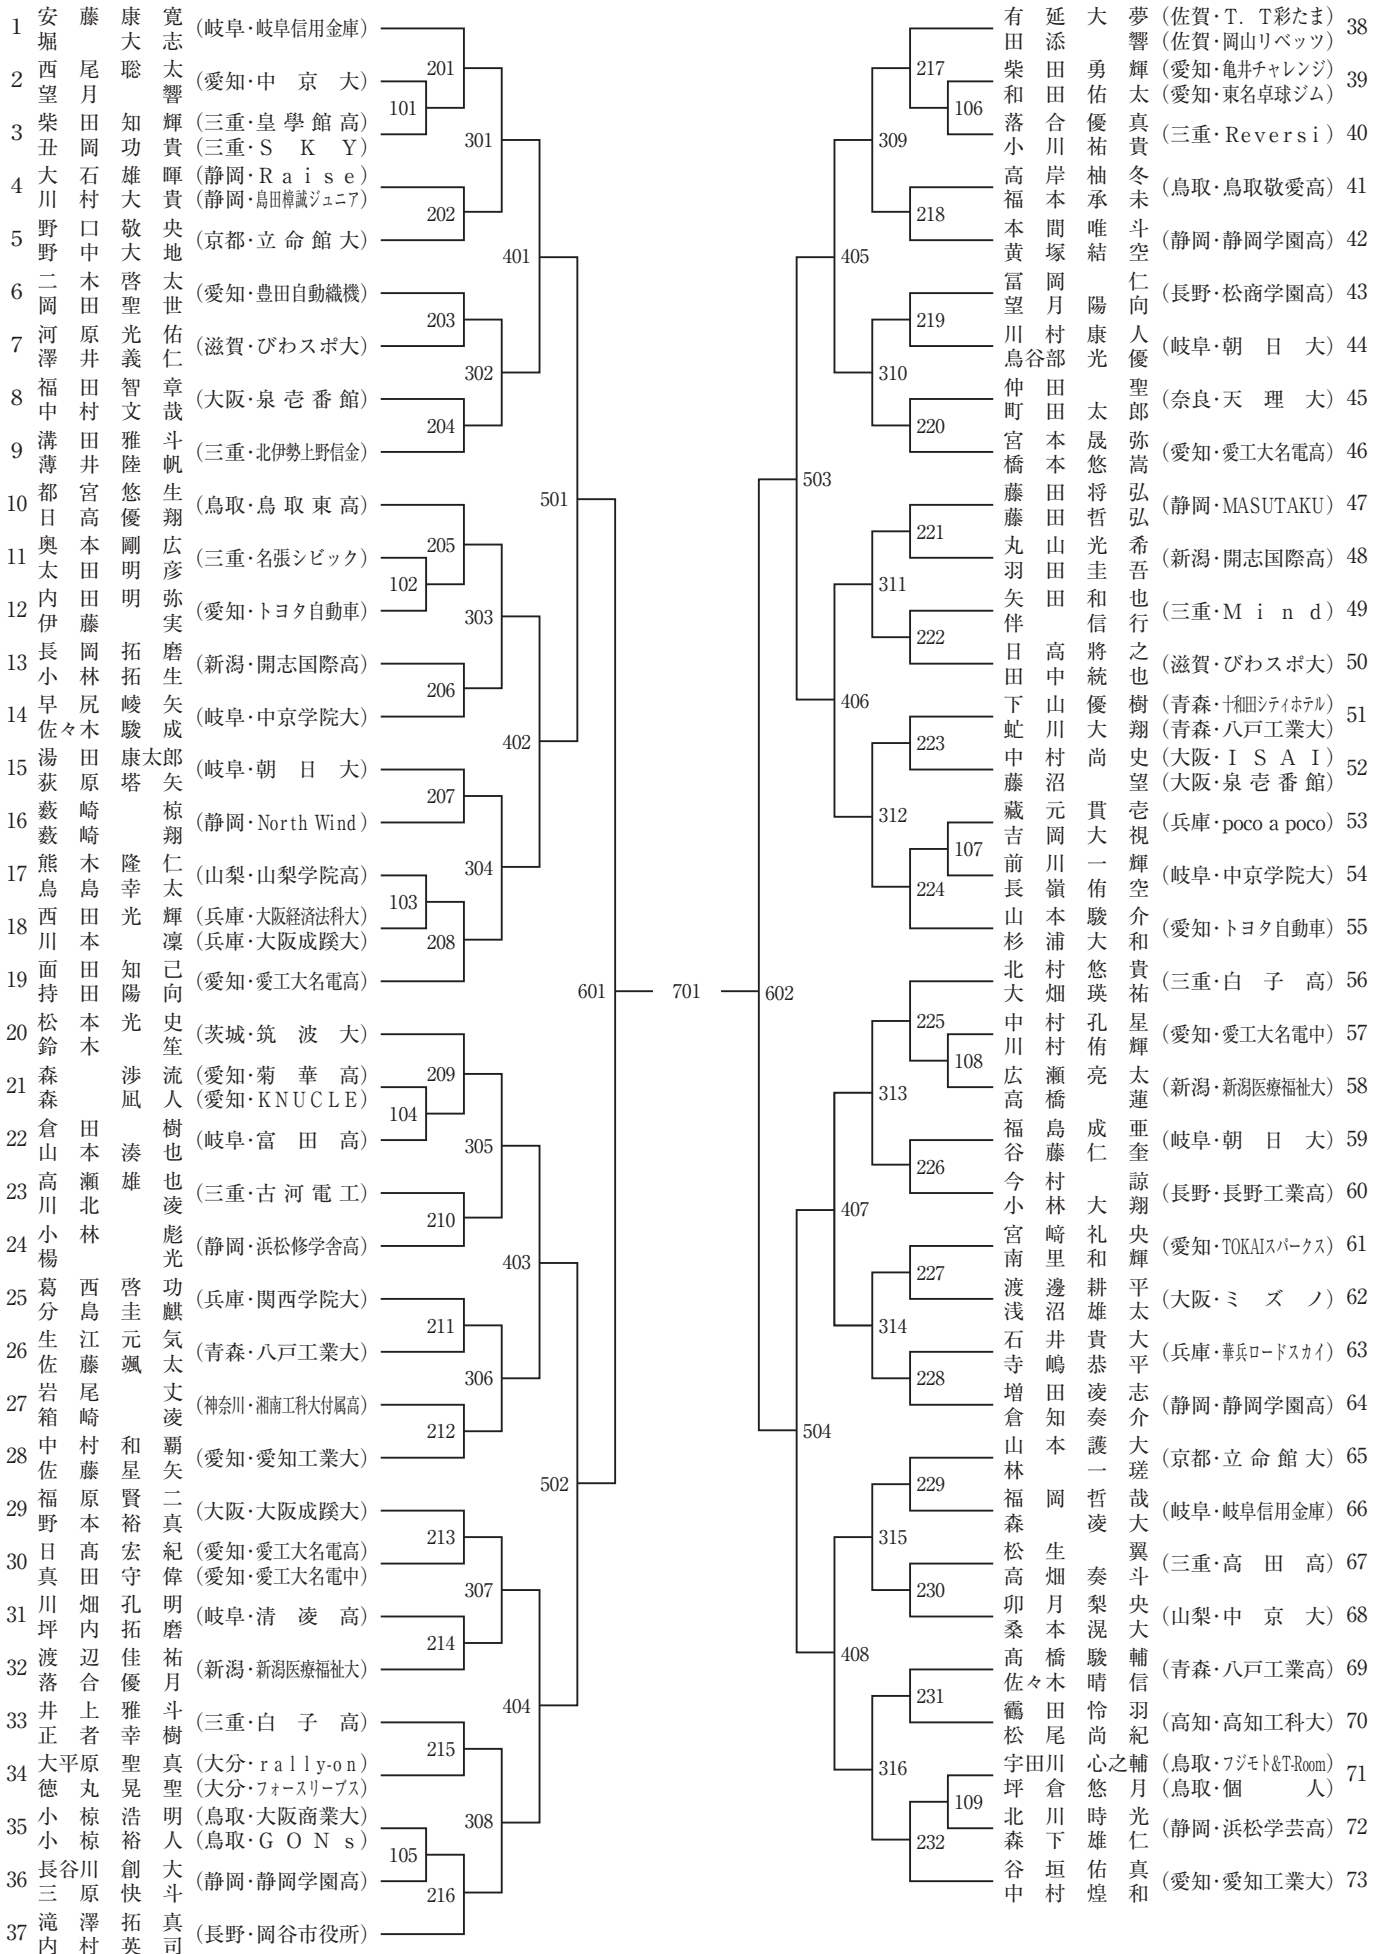 1 安藤康寛 (岐阜・岐阜信用金庫)
堀大志
2 西尾聡太 (愛知・中京大)
望月響
3 柴田知輝 (三重・皇學館高)
丑岡功貴 (三重・SKY)
4 大石雄暉 (静岡・Raise)
川村大貴 (静岡・島田樟誠ジュニア)
5 野口敬央 (京都・立命館大)
野中大地
6 二木啓太 (愛知・豊田自動織機)
岡田聖世
7 河原光佑 (滋賀・びわスポ大)
澤井義仁
8 福田智章 (大阪・泉壱番館)
中村文哉
9 溝田雅斗 (三重・北伊勢上野信金)
薄井陸帆
10 都宮悠生 (鳥取・鳥取東高)
日高優翔
11 奥本剛広 (三重・名張シビック)
太田明彦
12 内田明弥 (愛知・トヨタ自動車)
伊藤実
13 長岡拓磨 (新潟・開志国際高)
小林拓生
14 早尻崚矢 (岐阜・中京学院大)
佐々木駿成
15 湯田康太郎 (岐阜・朝日大)
荻原塔矢
16 薮崎椋 (静岡・North Wind)
薮崎翔
17 熊木隆仁 (山梨・山梨学院高)
鳥島幸太
18 西田光輝 (兵庫・大阪経済法科大)
川本凜 (兵庫・大阪成蹊大)
19 面田知己 (愛知・愛工大名電高)
持田陽向
20 松本光史 (茨城・筑波大)
鈴木笙
21 森渉流 (愛知・菊華高)
森凪人 (愛知・KNUCLE)
22 倉田樹 (岐阜・富田高)
山本湊也
23 高瀬雄也 (三重・古河電工)
川北凌
24 小林彪 (静岡・浜松修学舎高)
楊光
25 葛西啓功 (兵庫・関西学院大)
分島圭麒
26 生江元気 (青森・八戸工業大)
佐藤颯太
27 岩尾丈 (神奈川・湘南工科大付属高)
箱崎凌
28 中村和覇 (愛知・愛知工業大)
佐藤星矢
29 福原賢二 (大阪・大阪成蹊大)
野本裕真
30 日髙宏紀 (愛知・愛工大名電高)
真田守偉 (愛知・愛工大名電中)
31 川畑孔明 (岐阜・清凌高)
坪内拓磨
32 渡辺佳祐 (新潟・新潟医療福祉大)
落合優月
33 井上雅斗 (三重・白子高)
正者幸樹
34 大平原聖真 (大分・rally-on)
徳丸晃聖 (大分・フォースリーブス)
35 小椋浩明 (鳥取・大阪商業大)
小椋裕人 (鳥取・GONs)
36 長谷川創大 (静岡・静岡学園高)
三原快斗
37 滝澤拓真 (長野・岡谷市役所)
内村英司
101
102
103
104
105
201
202
203
204
205
206
207
208
209
210
211
212
213
214
215
216
301
302
303
304
305
306
307
308
401
402
403
404
501
502
601 701 602
503
504
405
406
407
408
309
310
311
312
313
314
315
316
217
218
219
220
221
222
223
224
225
226
227
228
229
230
231
232
106
107
108
109
有延大夢 (佐賀・T.T彩たま) 38
田添響 (佐賀・岡山リベッツ)
柴田勇輝 (愛知・亀井チャレンジ) 39
和田佑太 (愛知・東名卓球ジム)
落合優真 (三重・Reversi) 40
小川祐貴
高岸柚冬 (鳥取・鳥取敬愛高) 41
福本承未
本間唯斗 (静岡・静岡学園高) 42
黄塚結空
冨岡仁 (長野・松商学園高) 43
望月陽向
川村康人 (岐阜・朝日大) 44
鳥谷部光優
仲田聖 (奈良・天理大) 45
町田太郎
宮本晟弥 (愛知・愛工大名電高) 46
橋本悠嵩
藤田将弘 (静岡・MASUTAKU) 47
藤田哲弘
丸山光希 (新潟・開志国際高) 48
羽田圭吾
矢田和也 (三重・Mind) 49
伴信行
日高將之 (滋賀・びわスポ大) 50
田中統也
下山優樹 (青森・十和田シティホテル) 51
虻川大翔 (青森・八戸工業大)
中村尚史 (大阪・ISAI) 52
藤沼望 (大阪・泉壱番館)
藏元貫壱 (兵庫・poco a poco) 53
吉岡大視
前川一輝 (岐阜・中京学院大) 54
長嶺侑空
山本駿介 (愛知・トヨタ自動車) 55
杉浦大和
北村悠貴 (三重・白子高) 56
大畑瑛祐
中村孔星 (愛知・愛工大名電中) 57
川村侑輝
広瀬亮太 (新潟・新潟医療福祉大) 58
高橋蓮
福島成亜 (岐阜・朝日大) 59
谷藤仁奎
今村諒 (長野・長野工業高) 60
小林大翔
宮﨑礼央 (愛知・TOKAIスパークス) 61
南里和輝
渡邊耕平 (大阪・ミズノ) 62
浅沼雄太
石井貴大 (兵庫・華兵ロードスカイ) 63
寺嶋恭平
増田凌志 (静岡・静岡学園高) 64
倉知奏介
山本護大 (京都・立命館大) 65
林一瑳
福岡哲哉 (岐阜・岐阜信用金庫) 66
森凌大
松生翼 (三重・高田高) 67
高畑奏斗
卯月梨央 (山梨・中京大) 68
桑本滉大
髙橋駿輔 (青森・八戸工業高) 69
佐々木晴信
鶴田怜羽 (高知・高知工科大) 70
松尾尚紀
宇田川心之輔 (鳥取・フジモト&T-Room) 71
坪倉悠月 (鳥取・個人)
北川時光 (静岡・浜松学芸高) 72
森下雄仁
谷垣佑真 (愛知・愛知工業大) 73
中村煌和